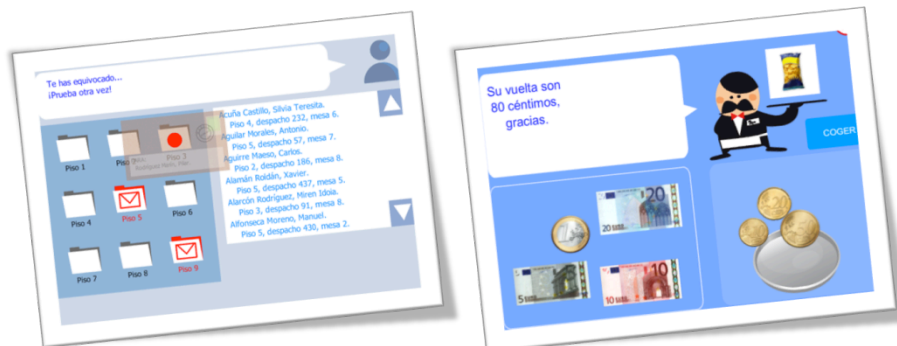 Te has equivocado...
¡Prueba otra vez!
Piso 1
Piso 3
Piso 4
Piso 5
Piso 6
Piso 7
Piso 8
Piso 9
Acuña Castillo, Silvia Teresita.
Piso 4, despacho 232, mesa 6.
Aguilar Morales, Antonio.
Piso 5, despacho 57, mesa 7.
Aguirre Maeso, Carlos.
Piso 2, despacho 186, mesa 8.
Alamán Roldán, Xavier.
Piso 5, despacho 437, mesa 5.
Alarcón Rodríguez, Miren Idoia.
Piso 3, despacho 91, mesa 8.
Alfonseca Moreno, Manuel.
Piso 5, despacho 430, mesa 2.
Su vuelta son
80 céntimos,
gracias.
COGER
20
20
5
10
10